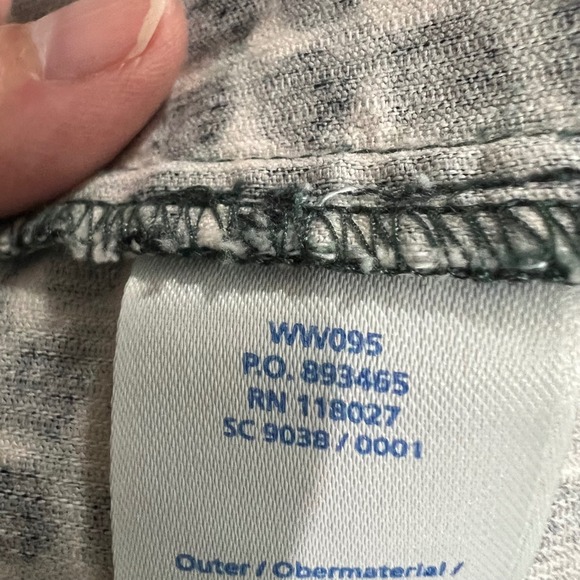 WW095
P.O. 893465
RN 118027
SC 9038 / 0001
Outer / Obermaterial /